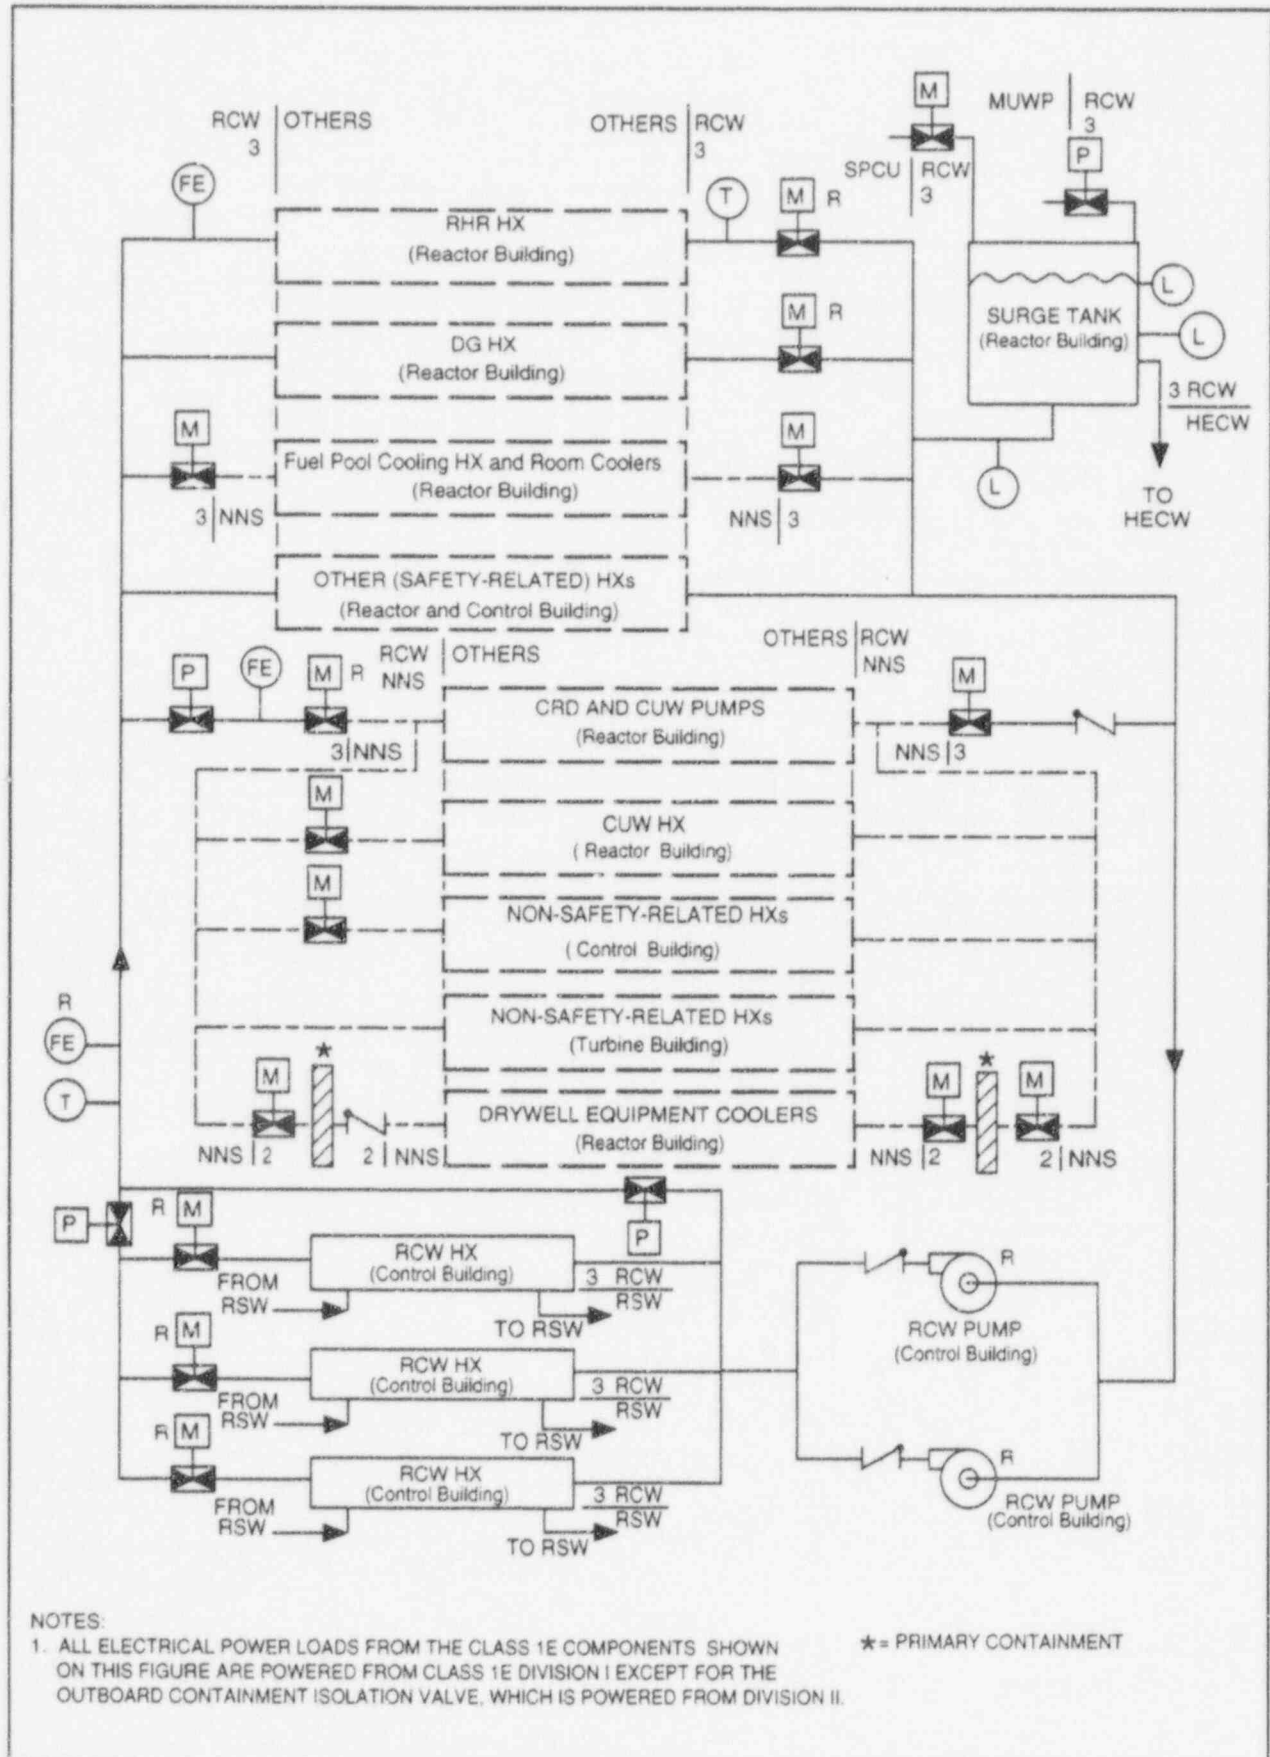 RCW | OTHERS
3
OTHERS | RCW
3
M
MUWP | RCW
3
P
SPCU | RCW
3
FE
T
M R
RHR HX
(Reactor Building)
L
SURGE TANK
(Reactor Building)
L
M R
DG HX
(Reactor Building)
3 RCW
HECW
M
M
Fuel Pool Cooling HX and Room Coolers
(Reactor Building)
L
TO
HECW
3 | NNS
NNS | 3
OTHER (SAFETY-RELATED) HXs
(Reactor and Control Building)
P
FE
M R
RCW | OTHERS
NNS
OTHERS | RCW
NNS
M
CRD AND CUW PUMPS
(Reactor Building)
3 | NNS
NNS | 3
M
CUW HX
( Reactor Building)
M
NON-SAFETY-RELATED HXs
( Control Building)
R
FE
T
NON-SAFETY-RELATED HXs
(Turbine Building)
M
★
M
★
M
DRYWELL EQUIPMENT COOLERS
(Reactor Building)
NNS | 2
2 | NNS
NNS | 2
2 | NNS
P
R M
P
RCW HX
(Control Building)
FROM
RSW
3 RCW
RSW
TO RSW
R
RCW PUMP
(Control Building)
R M
RCW HX
(Control Building)
FROM
RSW
3 RCW
RSW
TO RSW
R M
RCW HX
(Control Building)
FROM
RSW
3 RCW
RSW
TO RSW
R
RCW PUMP
(Control Building)
NOTES:
1. ALL ELECTRICAL POWER LOADS FROM THE CLASS 1E COMPONENTS SHOWN
ON THIS FIGURE ARE POWERED FROM CLASS 1E DIVISION I EXCEPT FOR THE
OUTBOARD CONTAINMENT ISOLATION VALVE, WHICH IS POWERED FROM DIVISION II.
★= PRIMARY CONTAINMENT